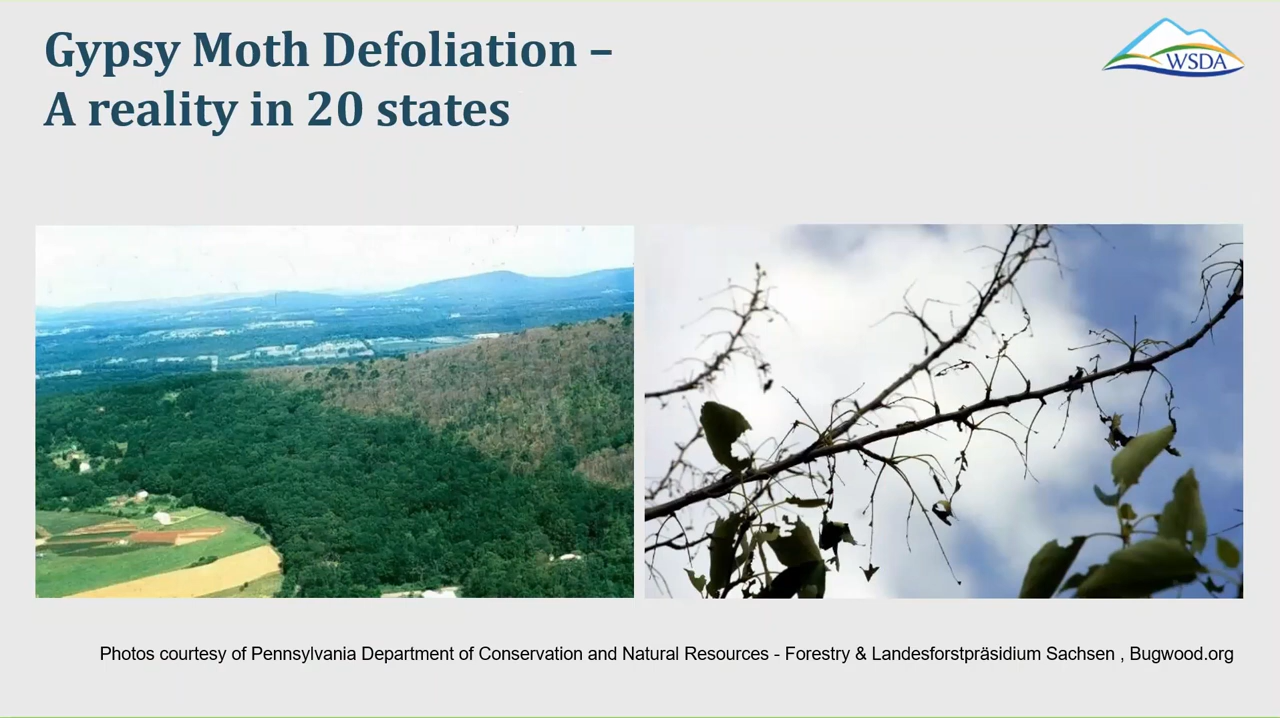 Gypsy Moth Defoliation –
A reality in 20 states
WSDA
Photos courtesy of Pennsylvania Department of Conservation and Natural Resources - Forestry & Landesforstpräsidium Sachsen , Bugwood.org